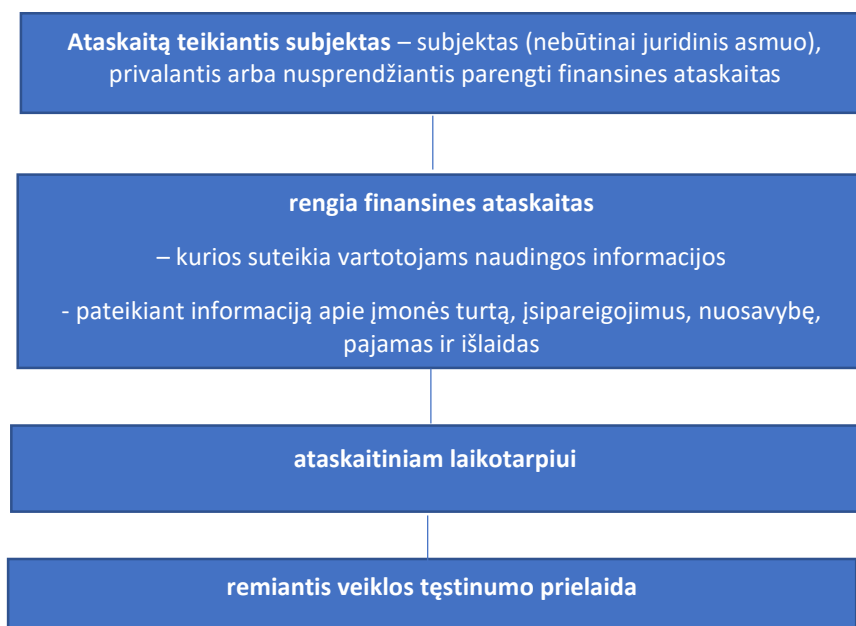 Ataskaitą teikiantis subjektas – subjektas (nebūtinai juridinis asmuo),
privalantis arba nusprendžiantis parengti finansines ataskaitas
rengia finansines ataskaitas
– kurios suteikia vartotojams naudingos informacijos
- pateikiant informaciją apie įmonės turtą, įsipareigojimus, nuosavybę,
pajamas ir išlaidas
ataskaitiniam laikotarpiui
remiantis veiklos tęstinumo prielaida